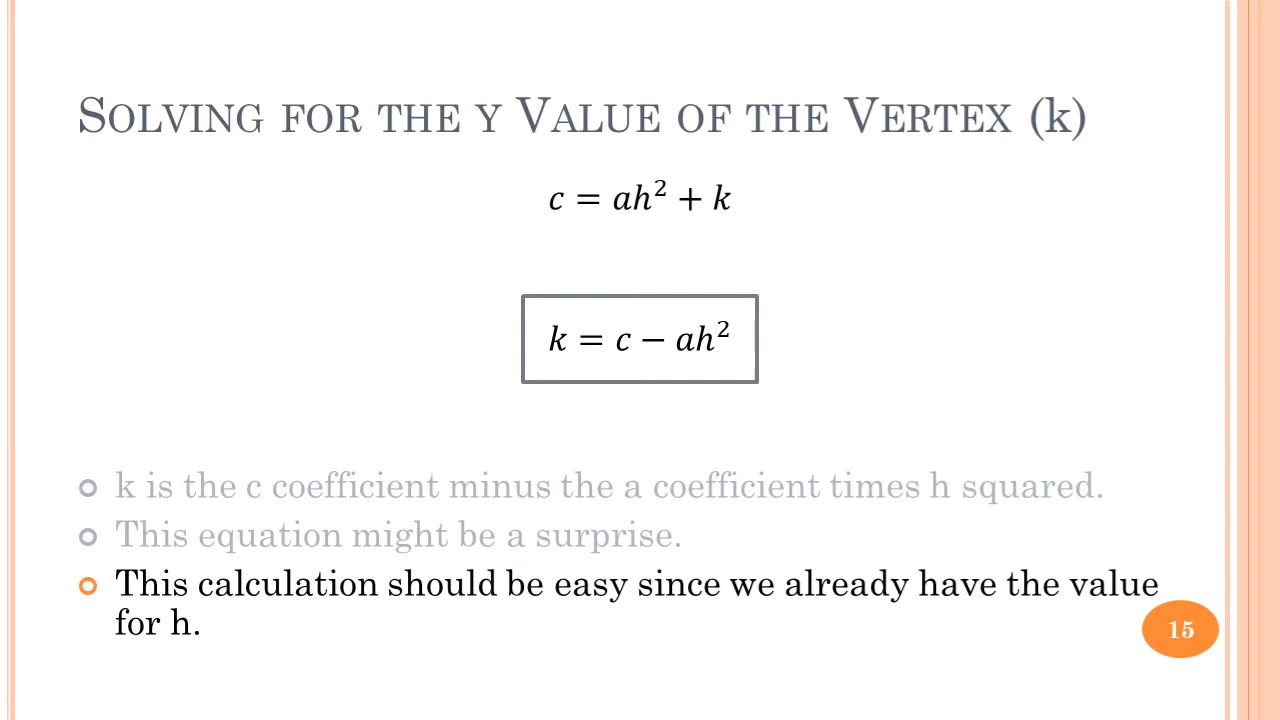 Solving for the y Value of the Vertex (k)
c = ah² + k
k = c − ah²
k is the c coefficient minus the a coefficient times h squared.
This equation might be a surprise.
This calculation should be easy since we already have the value
for h.
15